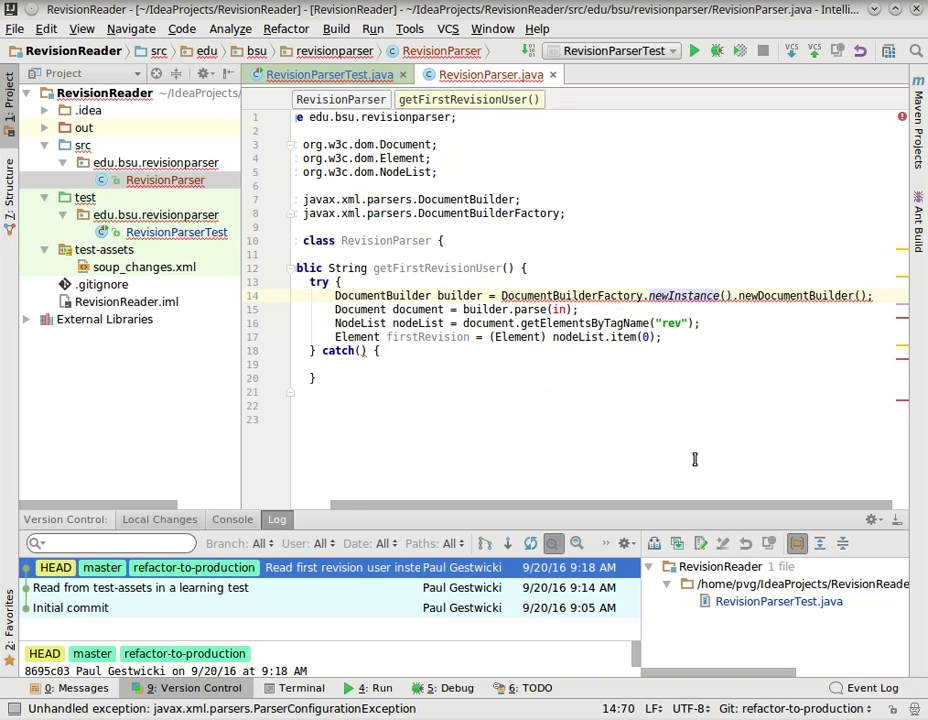 RevisionReader - [~/IdeaProjects/RevisionReader] - [RevisionReader] - ~/IdeaProjects/RevisionReader/src/edu/bsu/revisionparser/RevisionParser.java - Intelli...
File Edit View Navigate Code Analyze Refactor Build Run Tools VCS Window Help
RevisionReader src edu bsu revisionparser RevisionParser RevisionParserTest VCS VCS
Project RevisionParserTest.java RevisionParser.java
RevisionParser getFirstRevisionUser()
1: Project
7: Structure
2: Favorites
Maven Projects
Ant Build
RevisionReader ~/IdeaProjects/
.idea
out
src
edu.bsu.revisionparser
RevisionParser
test
edu.bsu.revisionparser
RevisionParserTest
test-assets
soup_changes.xml
.gitignore
RevisionReader.iml
External Libraries
1 e edu.bsu.revisionparser;
2
3 org.w3c.dom.Document;
4 org.w3c.dom.Element;
5 org.w3c.dom.NodeList;
6
7 javax.xml.parsers.DocumentBuilder;
8 javax.xml.parsers.DocumentBuilderFactory;
9
10 class RevisionParser {
11
12 blic String getFirstRevisionUser() {
13 try {
14 DocumentBuilder builder = DocumentBuilderFactory.newInstance().newDocumentBuilder();
15 Document document = builder.parse(in);
16 NodeList nodeList = document.getElementsByTagName("rev");
17 Element firstRevision = (Element) nodeList.item(0);
18 } catch() {
19
20 }
21
22
23
Version Control: Local Changes Console Log
Branch: All User: All Date: All Paths: All
HEAD master refactor-to-production Read first revision user inste Paul Gestwicki 9/20/16 9:18 AM
Read from test-assets in a learning test Paul Gestwicki 9/20/16 9:14 AM
Initial commit Paul Gestwicki 9/20/16 9:05 AM
HEAD master refactor-to-production
8695c03 Paul Gestwicki on 9/20/16 at 9:18 AM
RevisionReader 1 file
/home/pvg/IdeaProjects/RevisionReade
RevisionParserTest.java
0: Messages 9: Version Control Terminal 4: Run 5: Debug 6: TODO Event Log
Unhandled exception: javax.xml.parsers.ParserConfigurationException 14:70 LF÷ UTF-8÷ Git: refactor-to-production÷